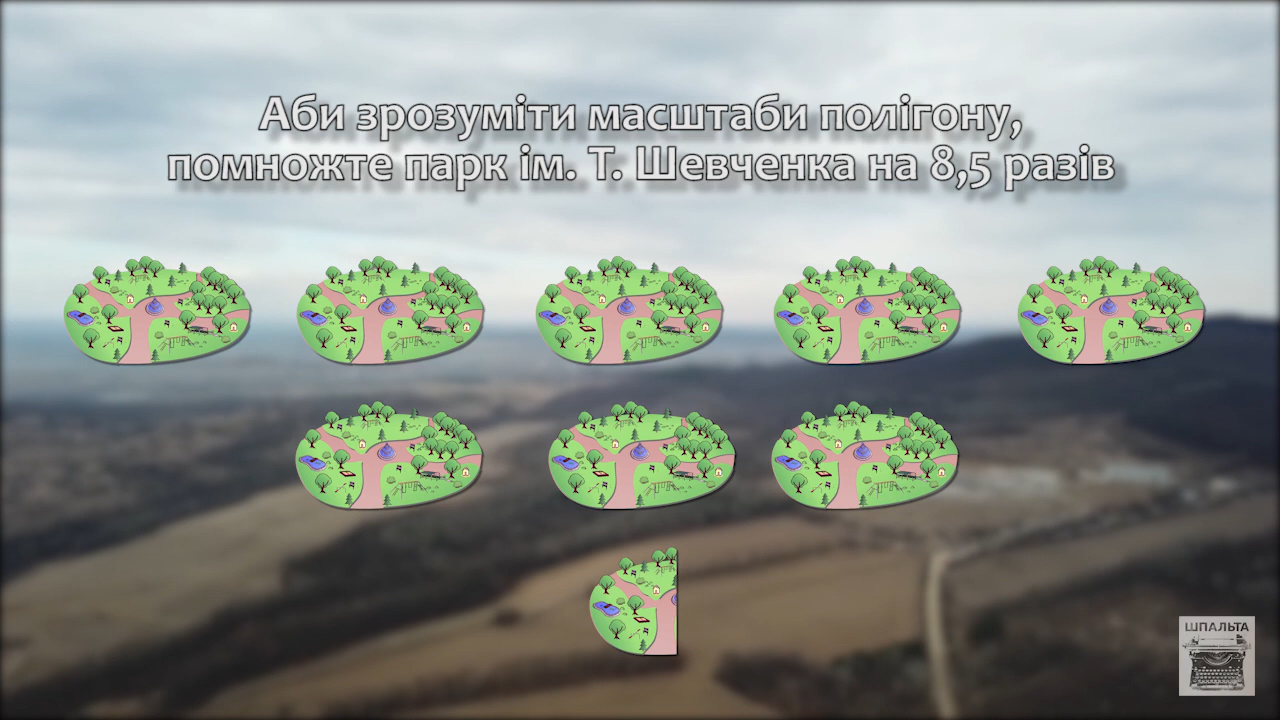 Аби зрозуміти масштаби полігону,
помножте парк ім. Т. Шевченка на 8,5 разів
ШПАЛЬТА